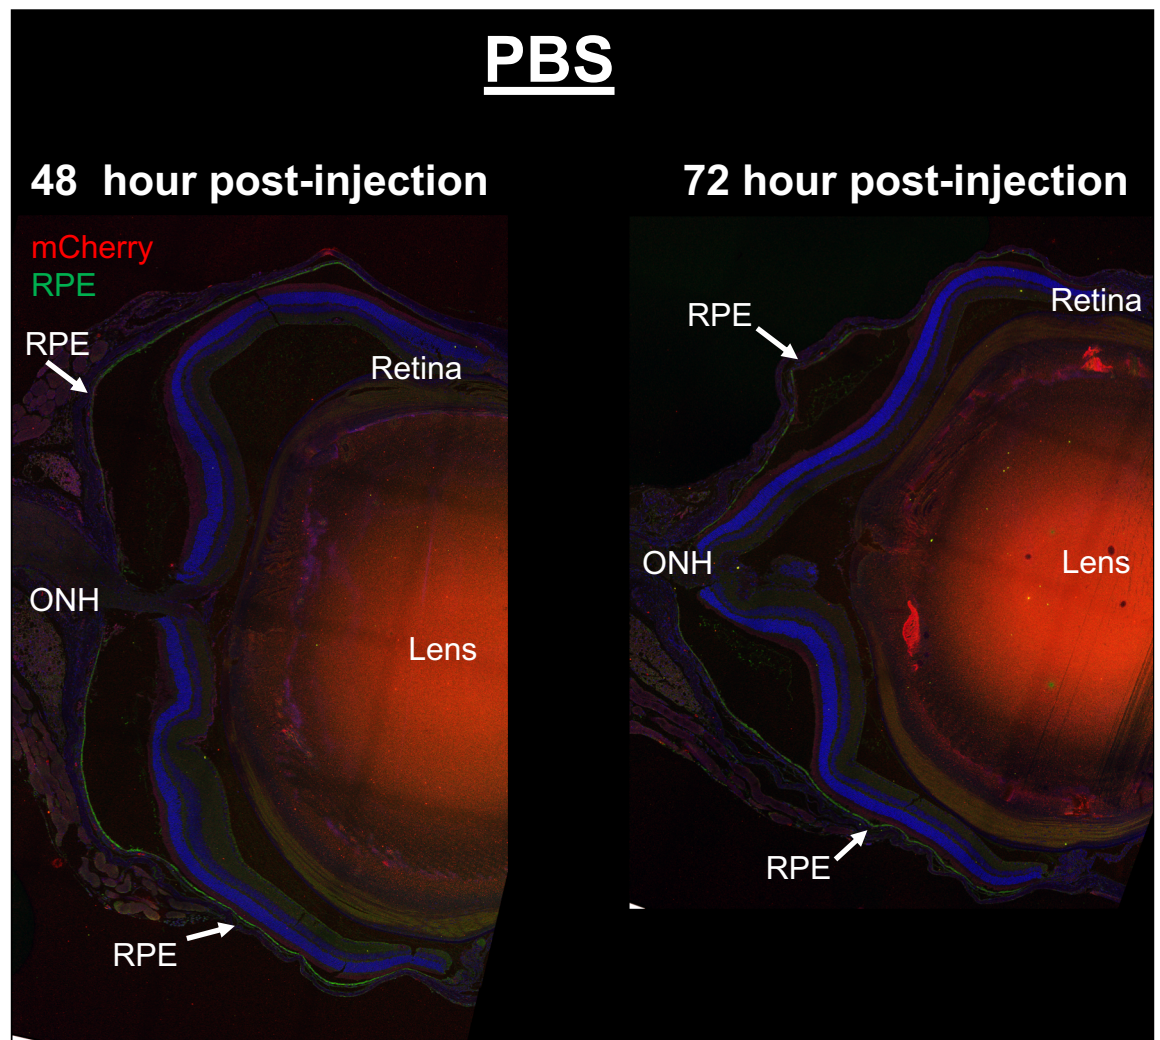 PBS
48 hour post-injection
72 hour post-injection
mCherry
RPE
RPE
Retina
ONH
Lens
RPE
RPE
Retina
ONH
Lens
RPE